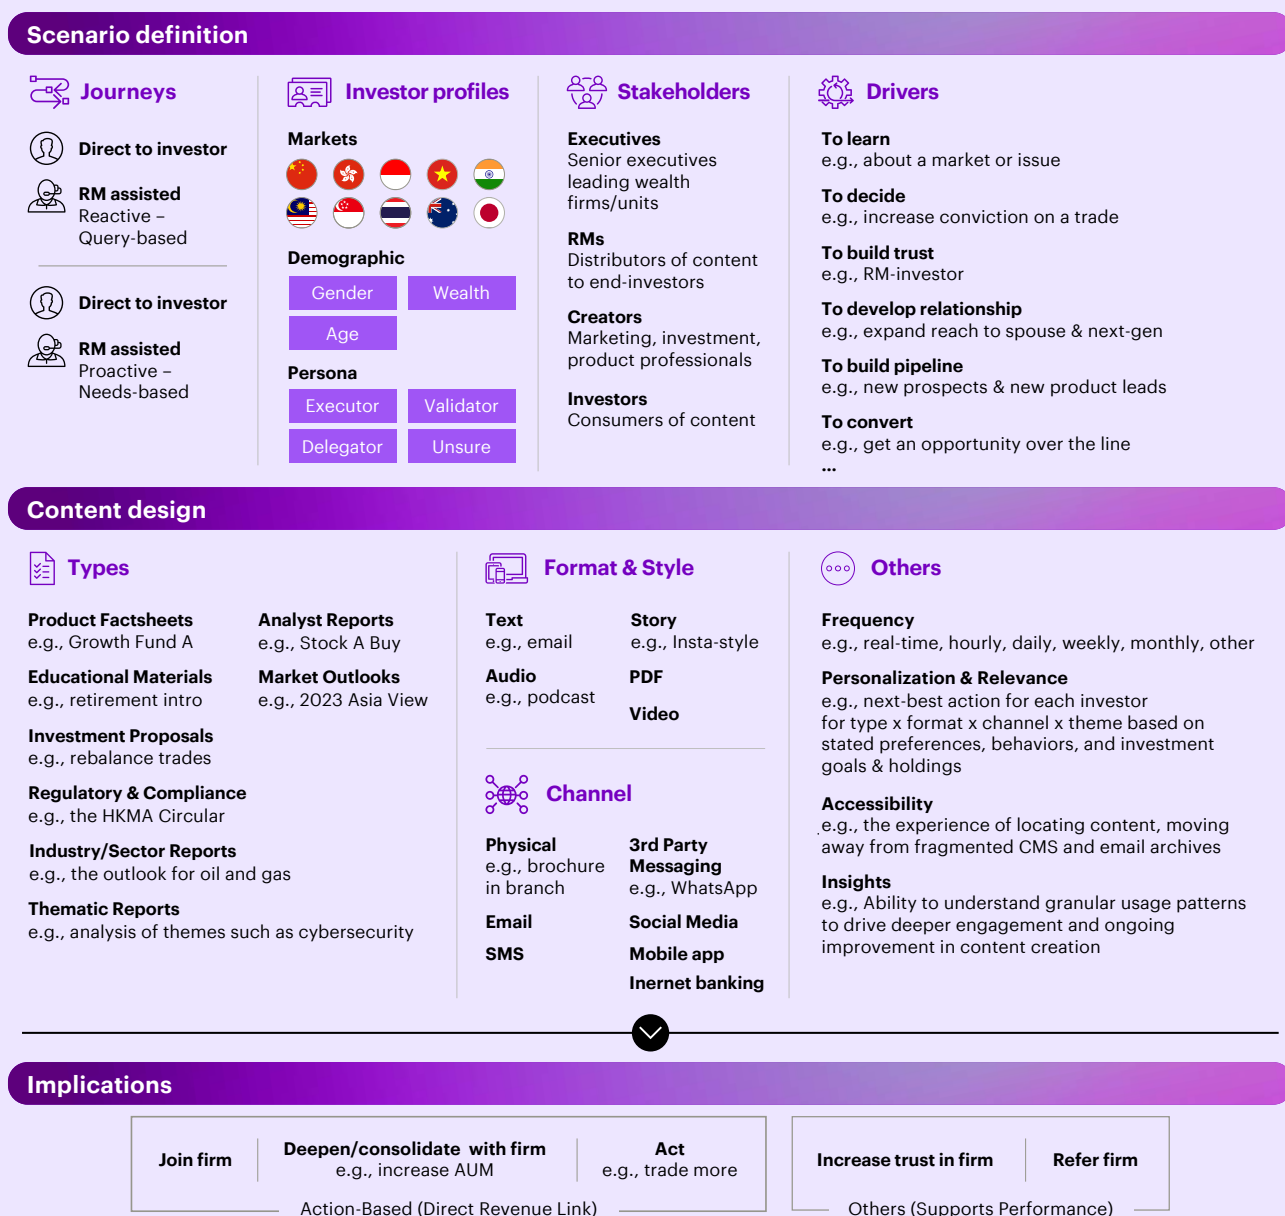 Scenario definition
Journeys
Direct to investor
RM assisted
Reactive –
Query-based
Direct to investor
RM assisted
Proactive –
Needs-based
Investor profiles
Markets
Demographic
Gender
Wealth
Age
Persona
Executor
Validator
Delegator
Unsure
Stakeholders
Executives
Senior executives
leading wealth
firms/units
RMs
Distributors of content
to end-investors
Creators
Marketing, investment,
product professionals
Investors
Consumers of content
Drivers
To learn
e.g., about a market or issue
To decide
e.g., increase conviction on a trade
To build trust
e.g., RM-investor
To develop relationship
e.g., expand reach to spouse & next-gen
To build pipeline
e.g., new prospects & new product leads
To convert
e.g., get an opportunity over the line
...
Content design
Types
Product Factsheets
e.g., Growth Fund A
Educational Materials
e.g., retirement intro
Investment Proposals
e.g., rebalance trades
Regulatory & Compliance
e.g., the HKMA Circular
Industry/Sector Reports
e.g., the outlook for oil and gas
Thematic Reports
e.g., analysis of themes such as cybersecurity
Analyst Reports
e.g., Stock A Buy
Market Outlooks
e.g., 2023 Asia View
Format & Style
Text
e.g., email
Audio
e.g., podcast
Story
e.g., Insta-style
PDF
Video
Channel
Physical
e.g., brochure
in branch
Email
SMS
3rd Party
Messaging
e.g., WhatsApp
Social Media
Mobile app
Inernet banking
Others
Frequency
e.g., real-time, hourly, daily, weekly, monthly, other
Personalization & Relevance
e.g., next-best action for each investor
for type x format x channel x theme based on
stated preferences, behaviors, and investment
goals & holdings
Accessibility
e.g., the experience of locating content, moving
away from fragmented CMS and email archives
Insights
e.g., Ability to understand granular usage patterns
to drive deeper engagement and ongoing
improvement in content creation
Implications
Join firm
Deepen/consolidate with firm
e.g., increase AUM
Act
e.g., trade more
Action-Based (Direct Revenue Link)
Increase trust in firm
Refer firm
Others (Supports Performance)